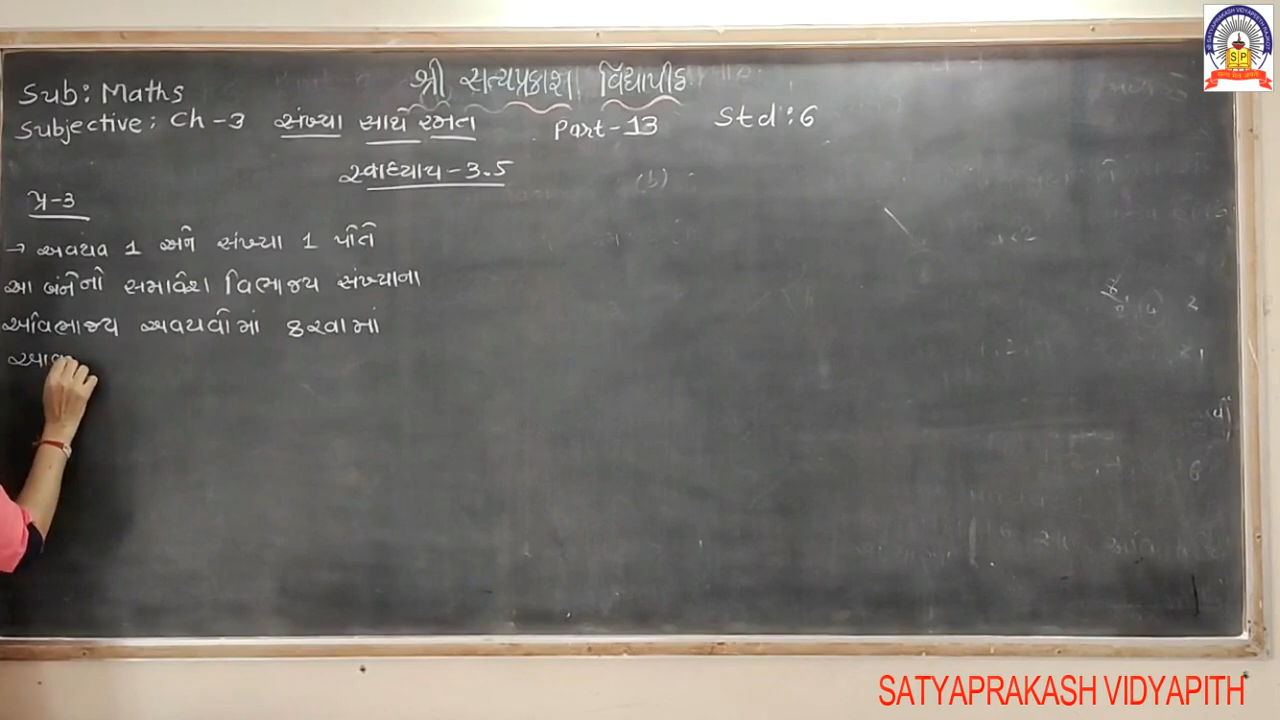 શ્રી સત્યપ્રકાશ વિદ્યાપીઠ
Sub: Maths
Subjective: Ch-3 સંખ્યા સાથે રમત Part-13 Std:6
સ્વાધ્યાય-3.5
પ્ર-3
→ અવયવ 1 અને સંખ્યા 1 પોતે
આ બંનેનો સમાવેશ વિભાજ્ય સંખ્યાના
અવિભાજ્ય અવયવોમાં કરવામાં
SATYAPRAKASH VIDYAPITH